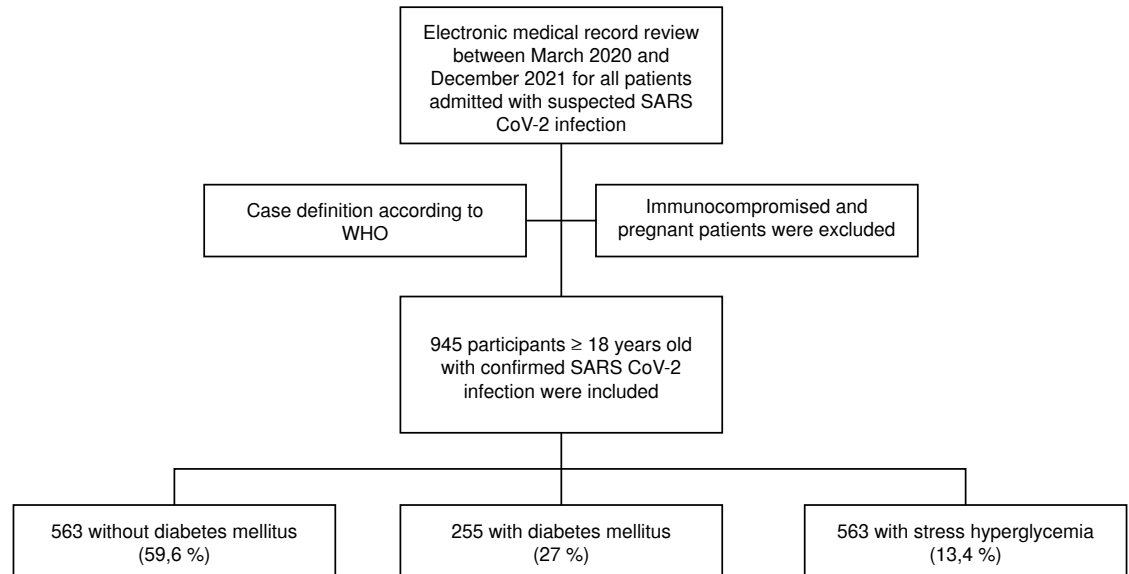 Electronic medical record review
between March 2020 and
December 2021 for all patients
admitted with suspected SARS
CoV-2 infection
Case definition according to
WHO
Immunocompromised and
pregnant patients were excluded
945 participants ≥ 18 years old
with confirmed SARS CoV-2
infection were included
563 without diabetes mellitus
(59,6 %)
255 with diabetes mellitus
(27 %)
563 with stress hyperglycemia
(13,4 %)